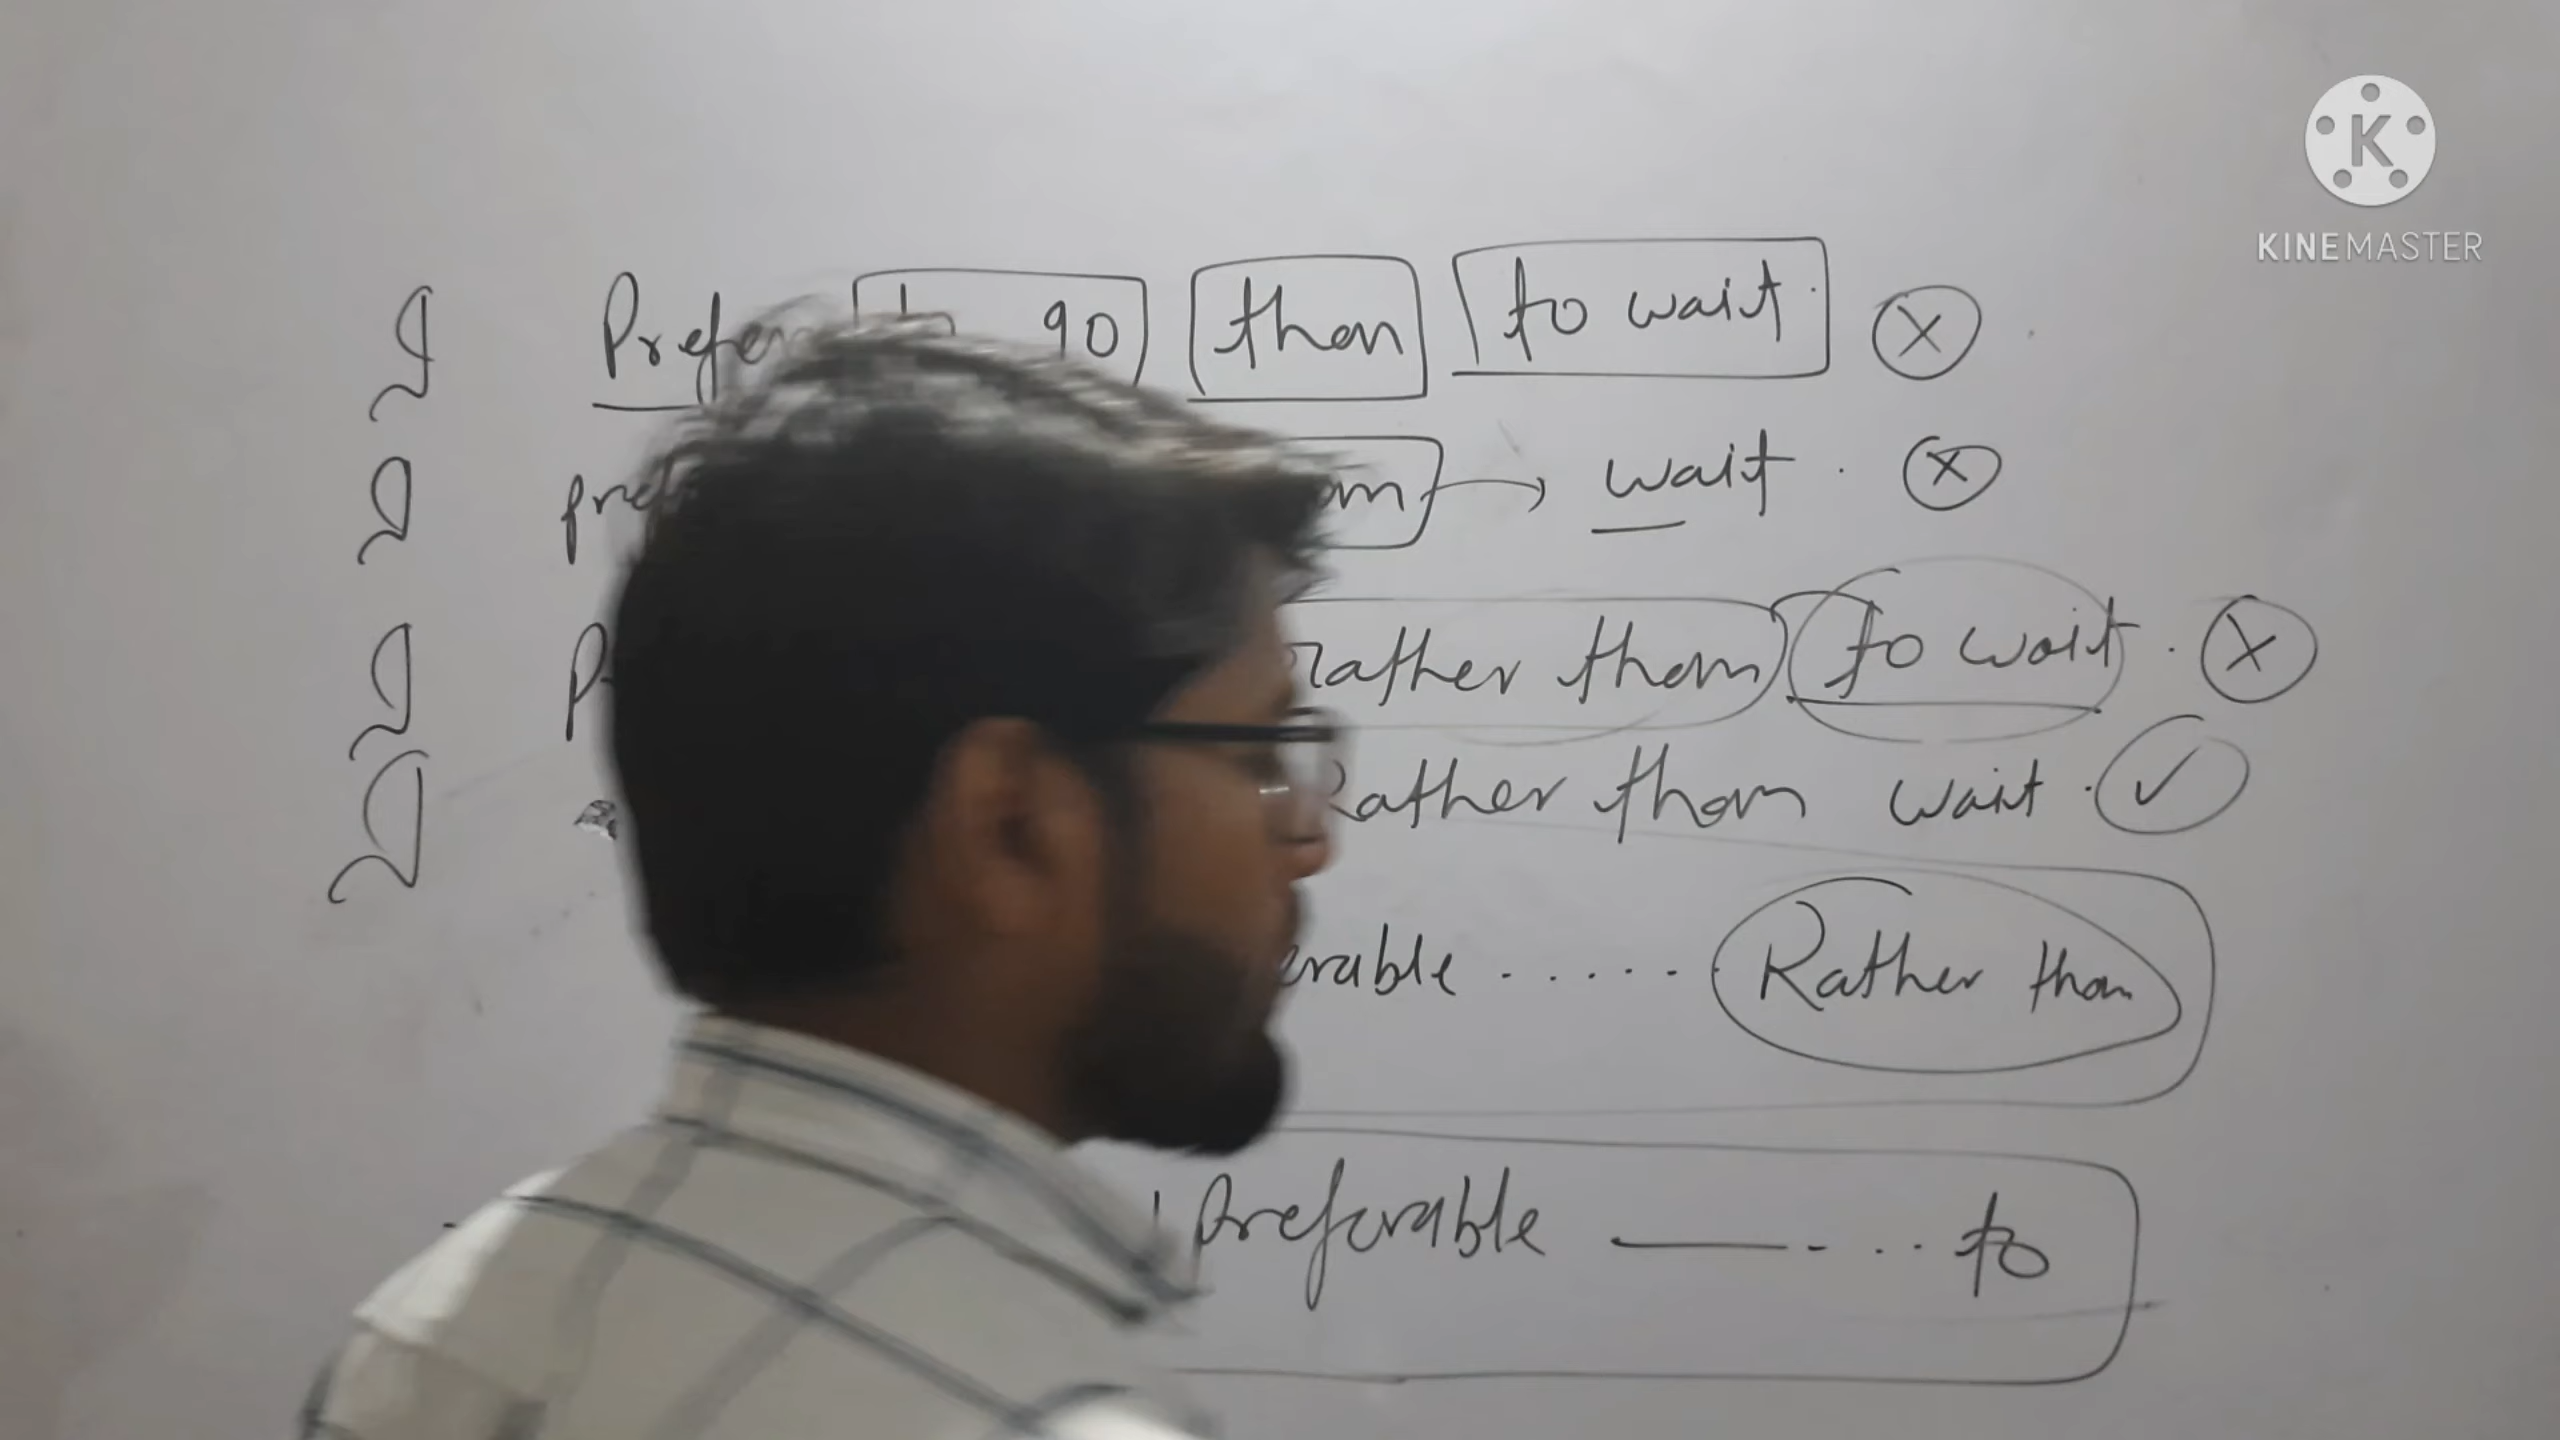 K
KINEMASTER
Prefer to go than to wait. ⊗
wait. ⊗
Rather than to wait. ⊗
Rather than wait. ✓
erable ..... Rather than
Preferable —-... to